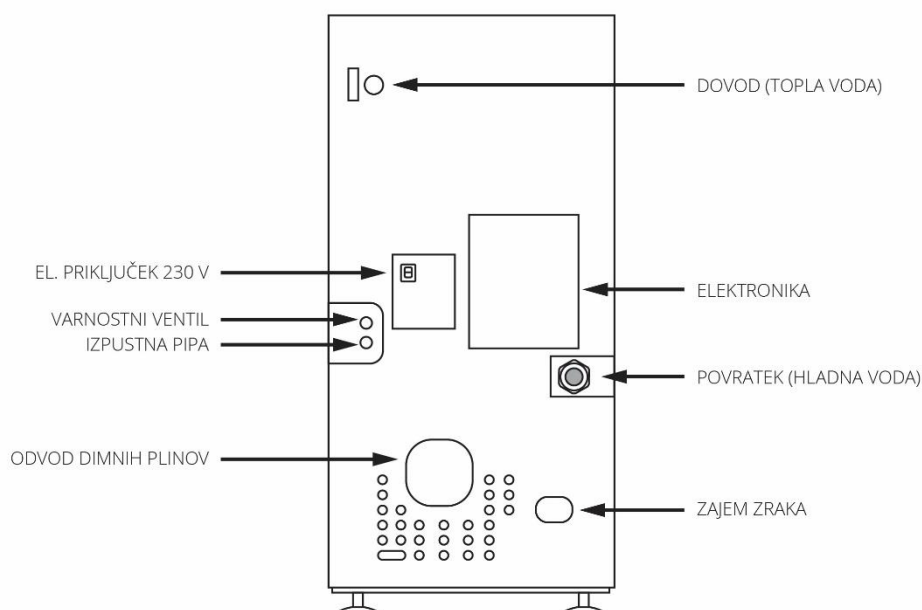 DOVOD (TOPLA VODA)
EL. PRIKLJUČEK 230 V
ELEKTRONIKA
VARNOSTNI VENTIL
IZPUSTNA PIPA
POVRATEK (HLADNA VODA)
ODVOD DIMNIH PLINOV
ZAJEM ZRAKA